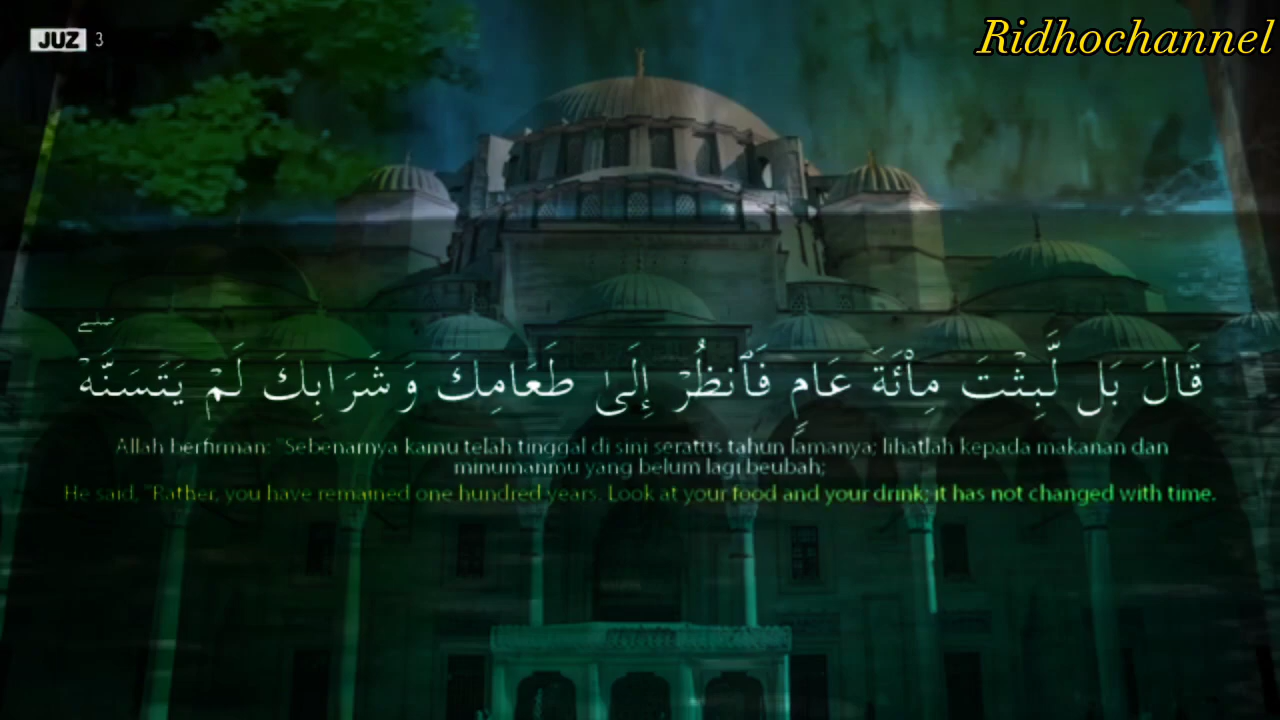 JUZ 3
Ridhochannel
قَالَ بَل لَّبِثْتَ مِا۟ئَةَ عَامٍ فَٱنظُرْ إِلَىٰ طَعَامِكَ وَشَرَابِكَ لَمْ يَتَسَنَّهْ ۖ
Allah berfirman: "Sebenarnya kamu telah tinggal di sini seratus tahun lamanya; lihatlah kepada makanan dan
minumanmu yang belum lagi beubah;
He said, "Rather, you have remained one hundred years. Look at your food and your drink; it has not changed with time.